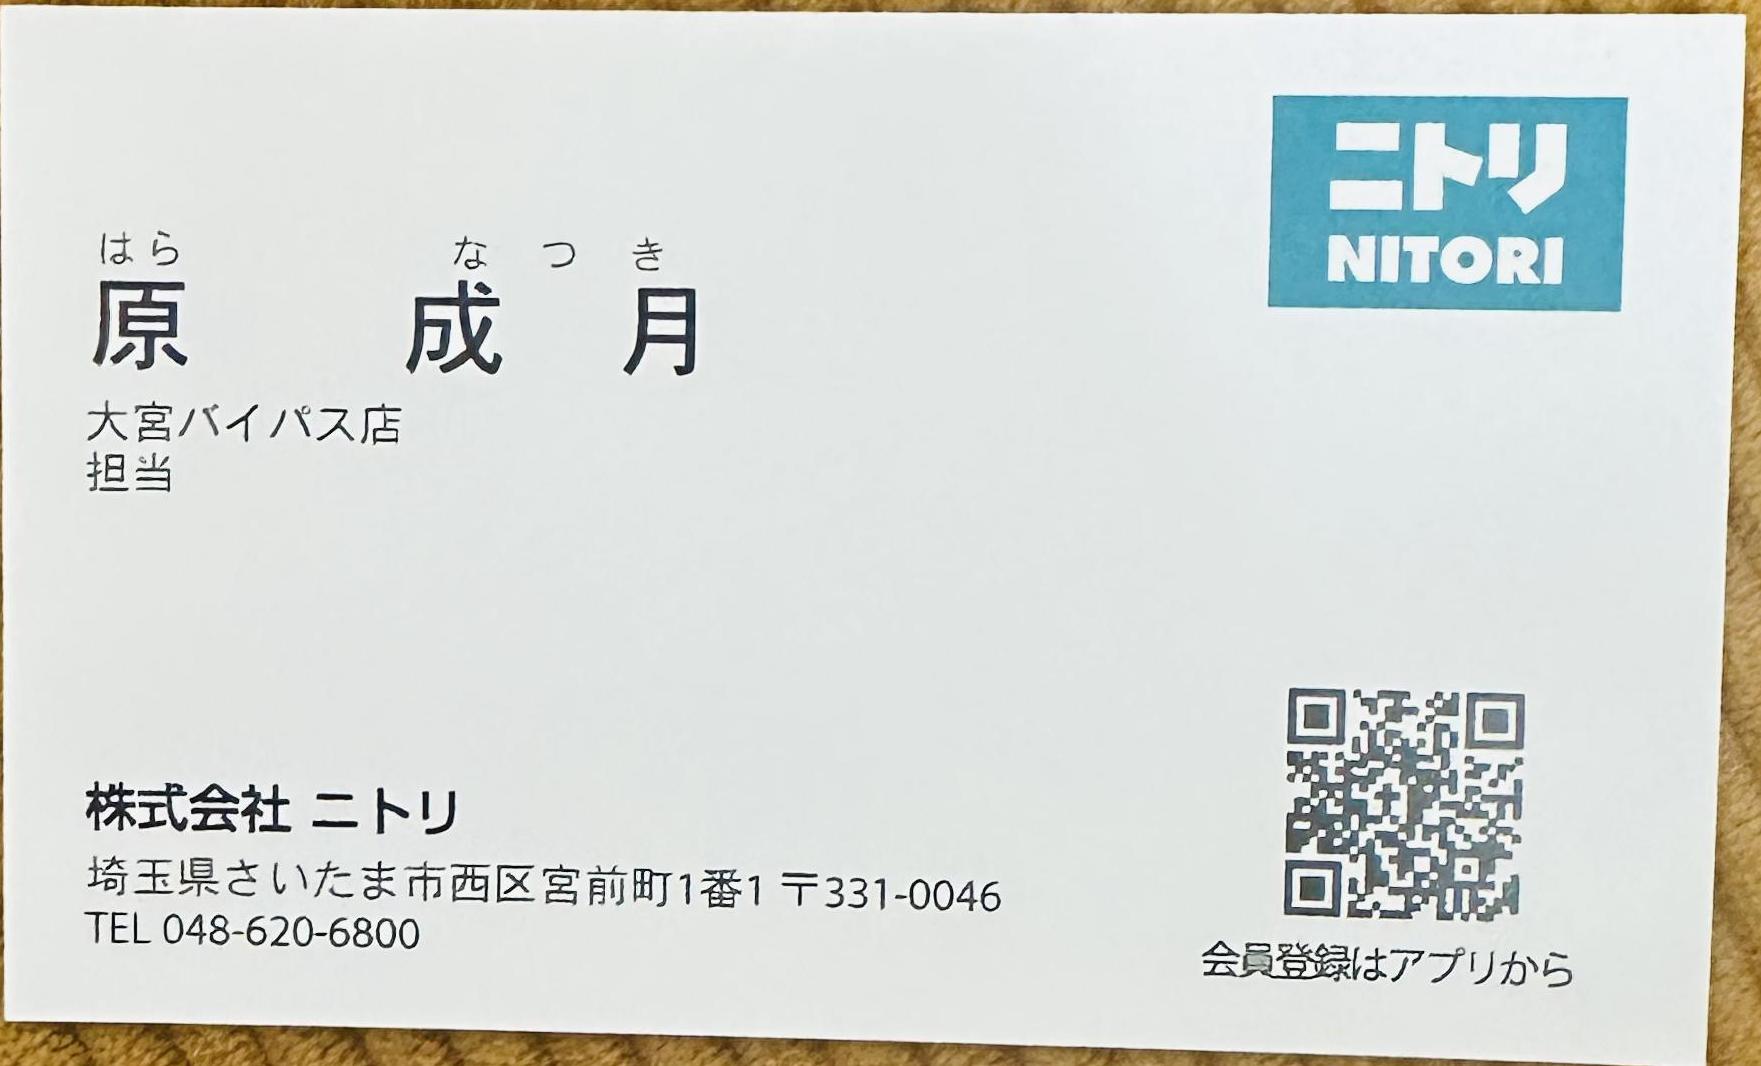 ニトリ
NITORI
はら なつき
原 成月
大宮バイパス店
担当
株式会社 ニトリ
埼玉県さいたま市西区宮前町1番1 〒331-0046
TEL 048-620-6800
会員登録はアプリから